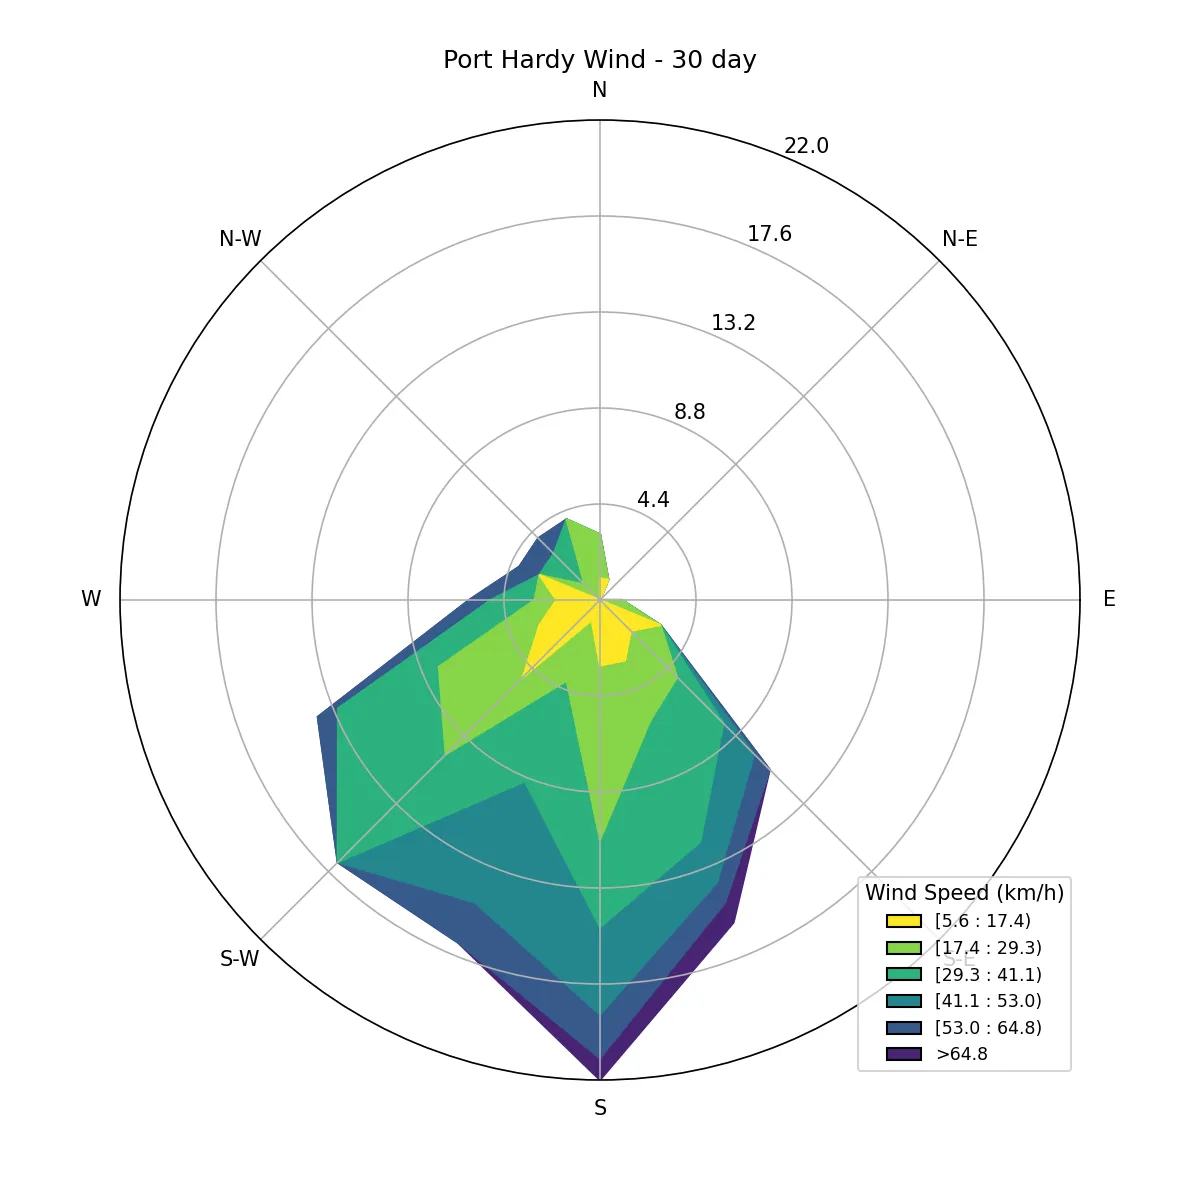 Port Hardy Wind - 30 day
N
22.0
17.6
N-W
N-E
13.2
8.8
4.4
W
E
Wind Speed (km/h)
[5.6 : 17.4)
[17.4 : 29.3)
S-W
S-E
[29.3 : 41.1)
[41.1 : 53.0)
[53.0 : 64.8)
>64.8
S